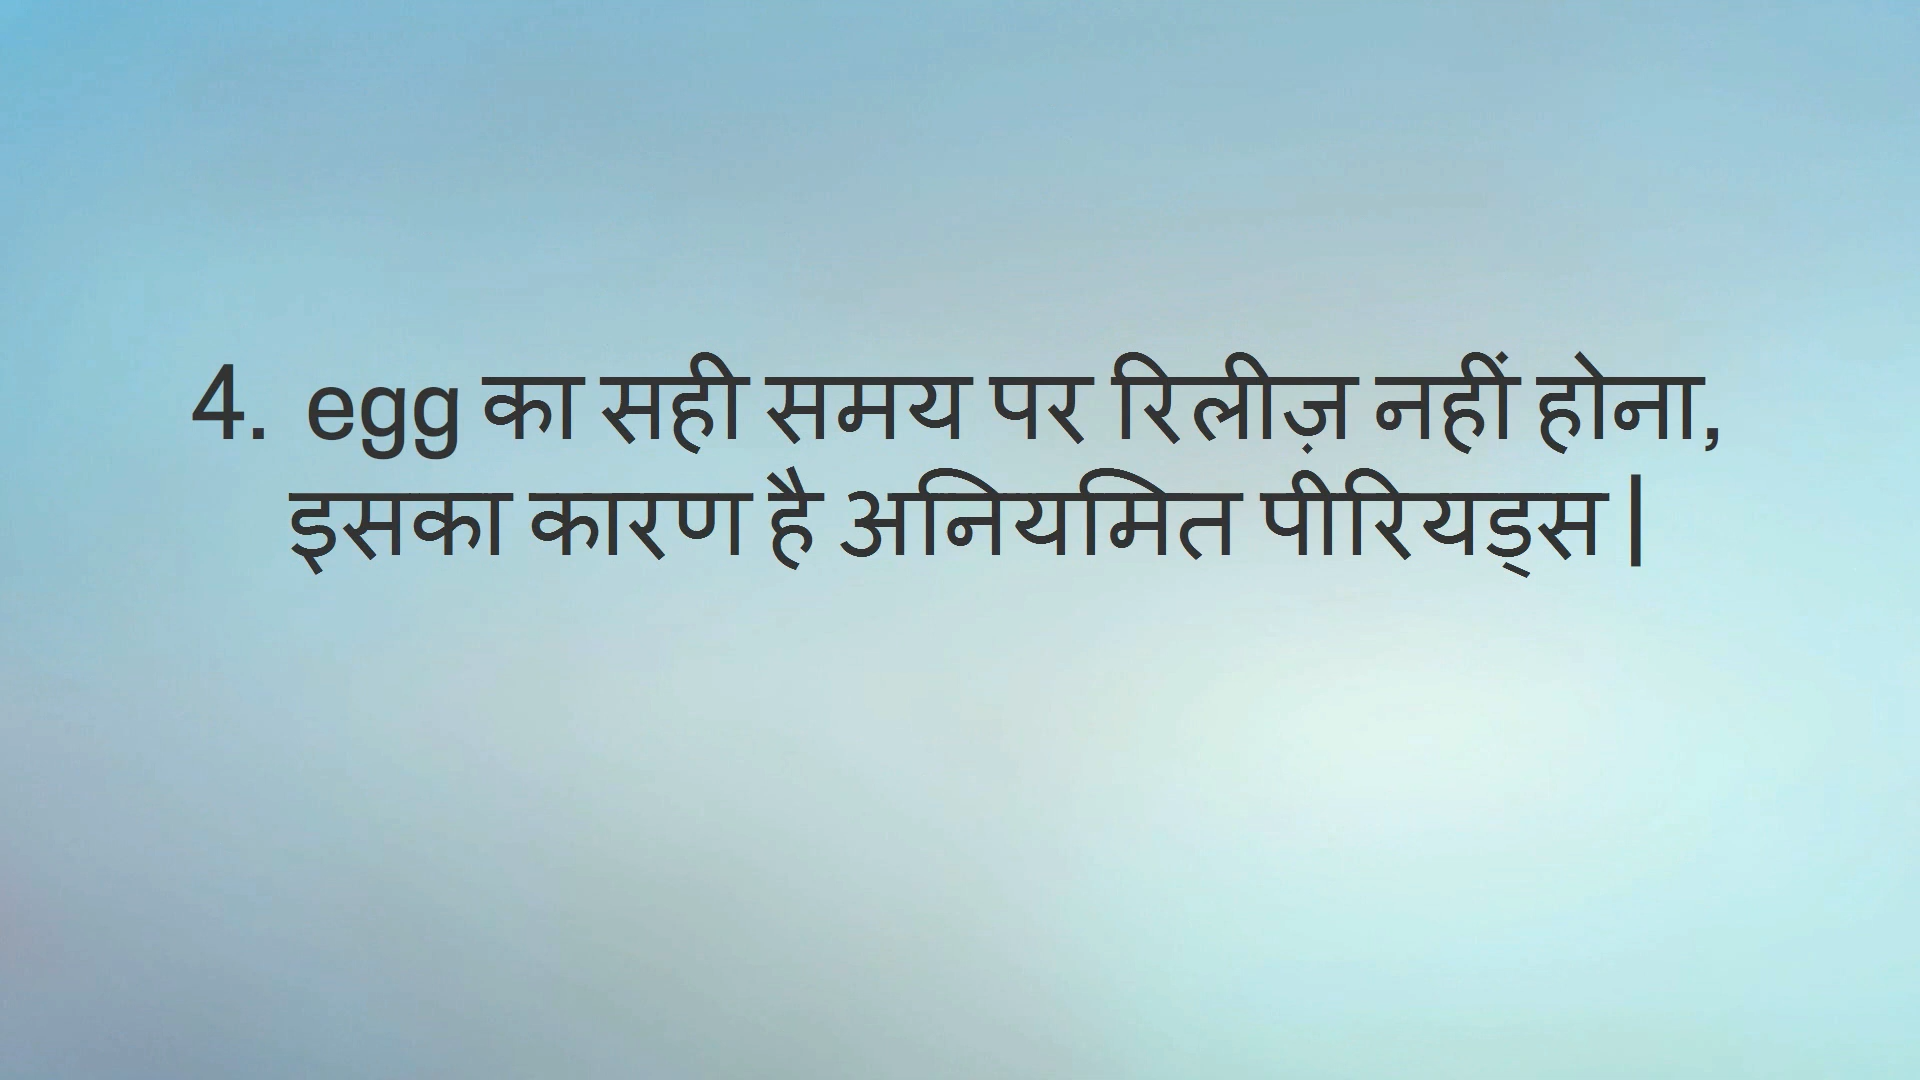 4. egg का सही समय पर रिलीज़ नहीं होना,
इसका कारण है अनियमित पीरियड्स |